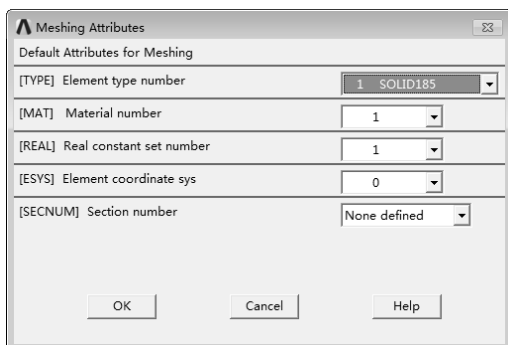 Meshing Attributes
Default Attributes for Meshing
[TYPE] Element type number 1 SOLID185
[MAT] Material number 1
[REAL] Real constant set number 1
[ESYS] Element coordinate sys 0
[SECNUM] Section number None defined
OK Cancel Help